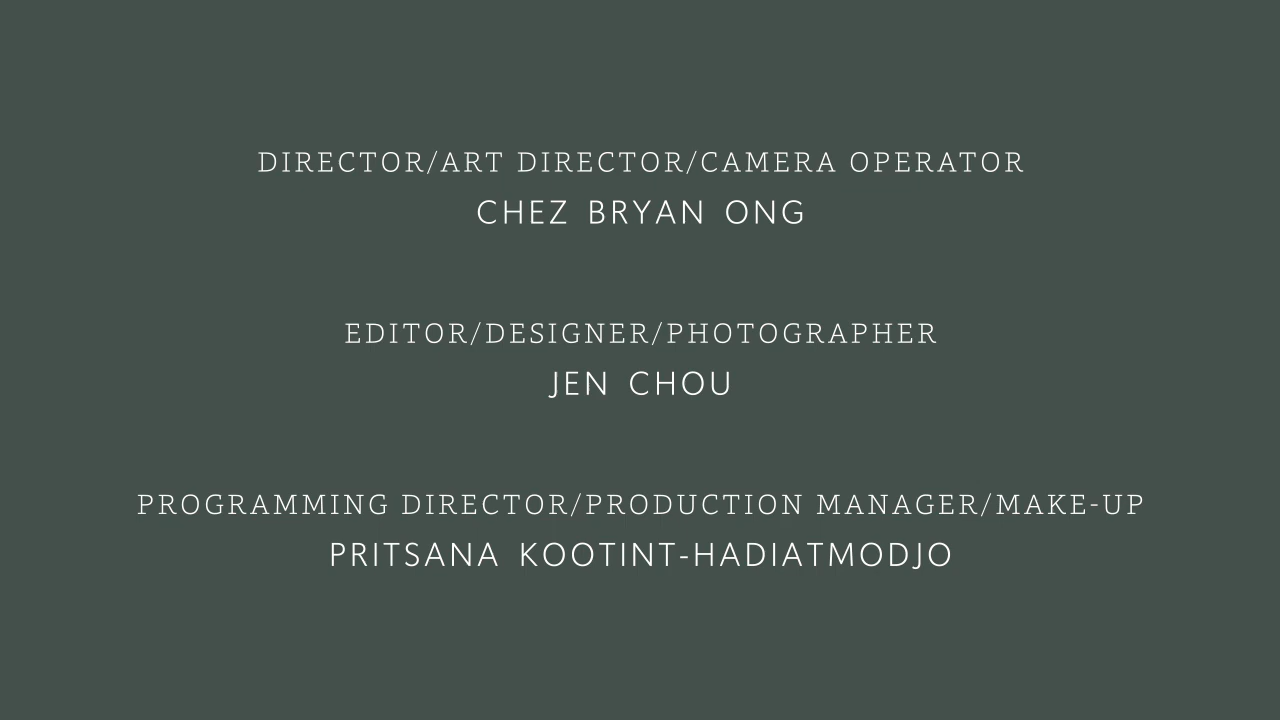 DIRECTOR/ART DIRECTOR/CAMERA OPERATOR
CHEZ BRYAN ONG
EDITOR/DESIGNER/PHOTOGRAPHER
JEN CHOU
PROGRAMMING DIRECTOR/PRODUCTION MANAGER/MAKE-UP
PRITSANA KOOTINT-HADIATMODJO